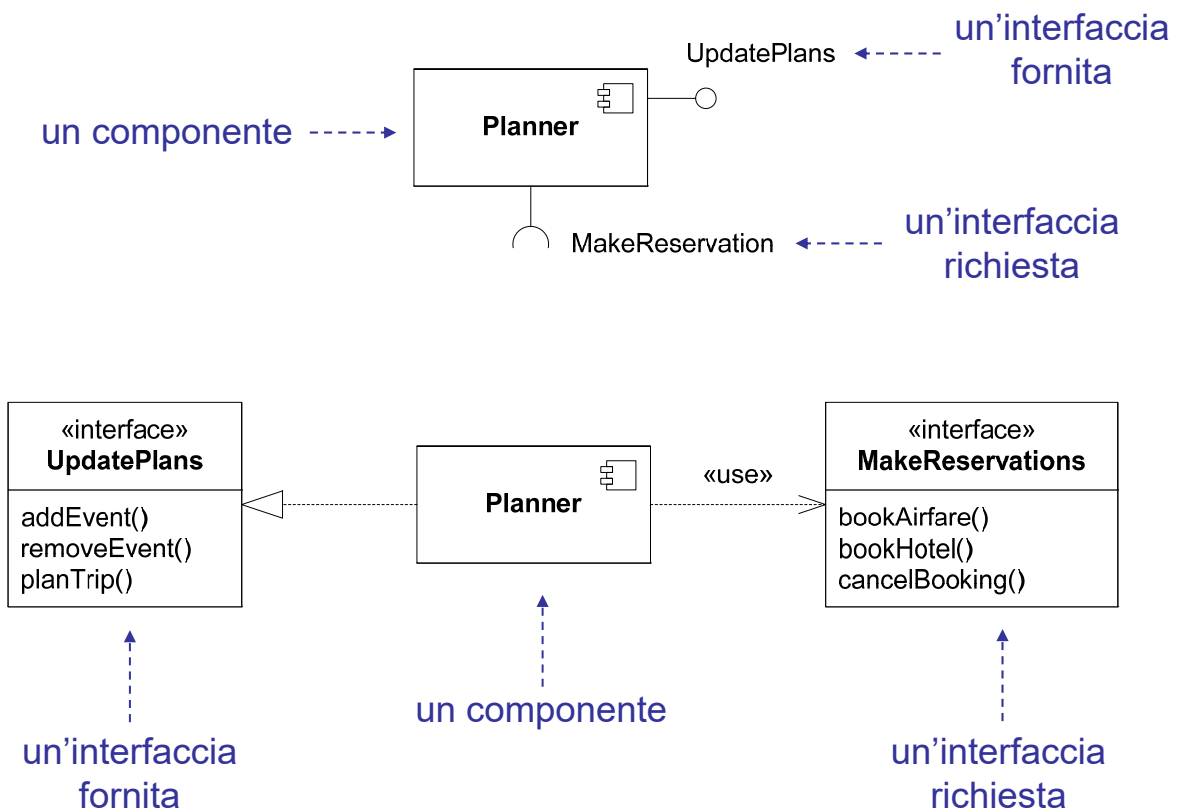 un’interfaccia
fornita
UpdatePlans
un componente
Planner
un’interfaccia
richiesta
MakeReservation
«interface»
UpdatePlans
addEvent()
removeEvent()
planTrip()
Planner
«use»
«interface»
MakeReservations
bookAirfare()
bookHotel()
cancelBooking()
un componente
un’interfaccia
fornita
un’interfaccia
richiesta